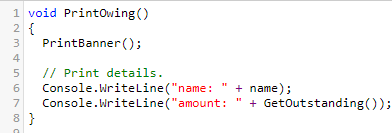 1 void PrintOwing()
2 {
3   PrintBanner();
4
5   // Print details.
6   Console.WriteLine("name: " + name);
7   Console.WriteLine("amount: " + GetOutstanding());
8 }